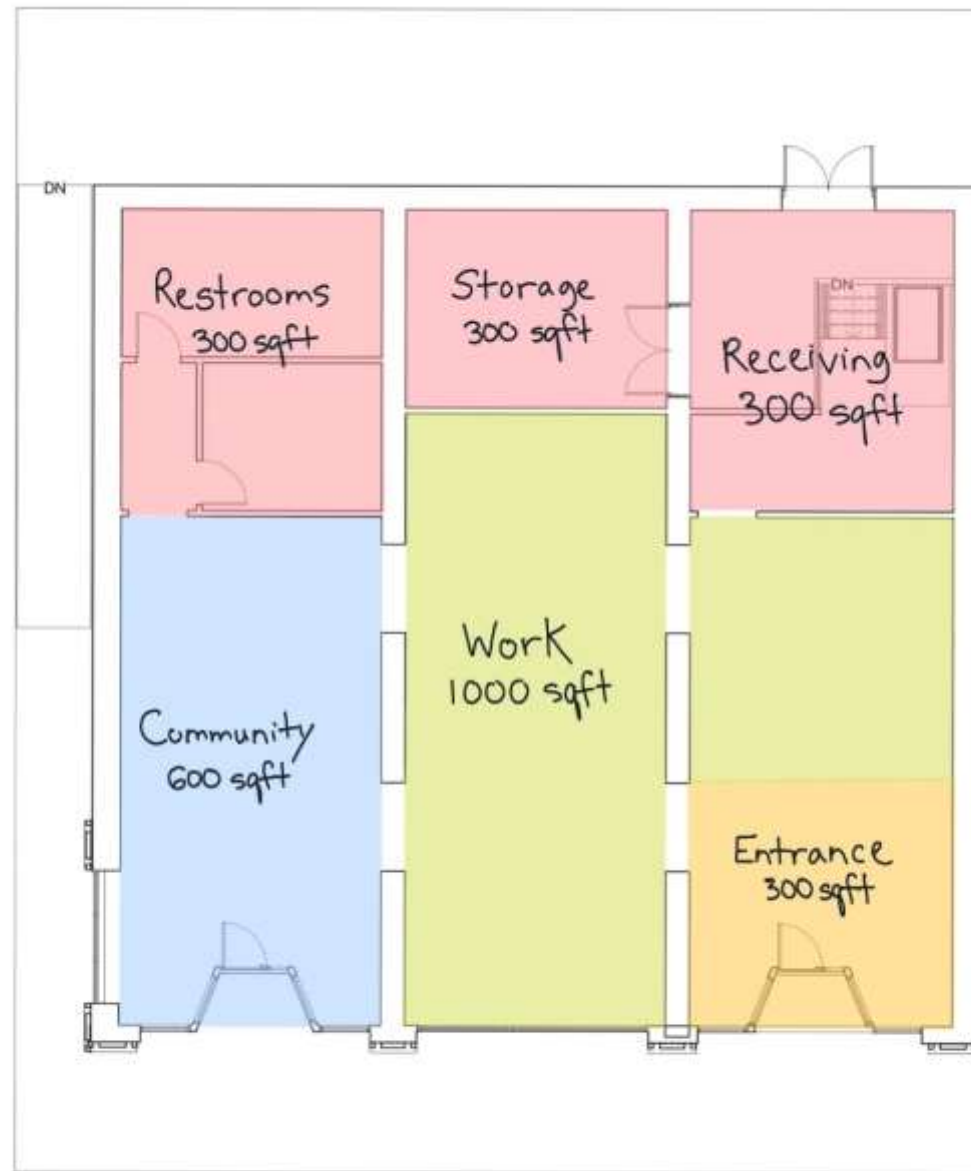 DN
Restrooms
300 sqft
Storage
300 sqft
DN
Receiving
300 sqft
Work
1000 sqft
Community
600 sqft
Entrance
300 sqft